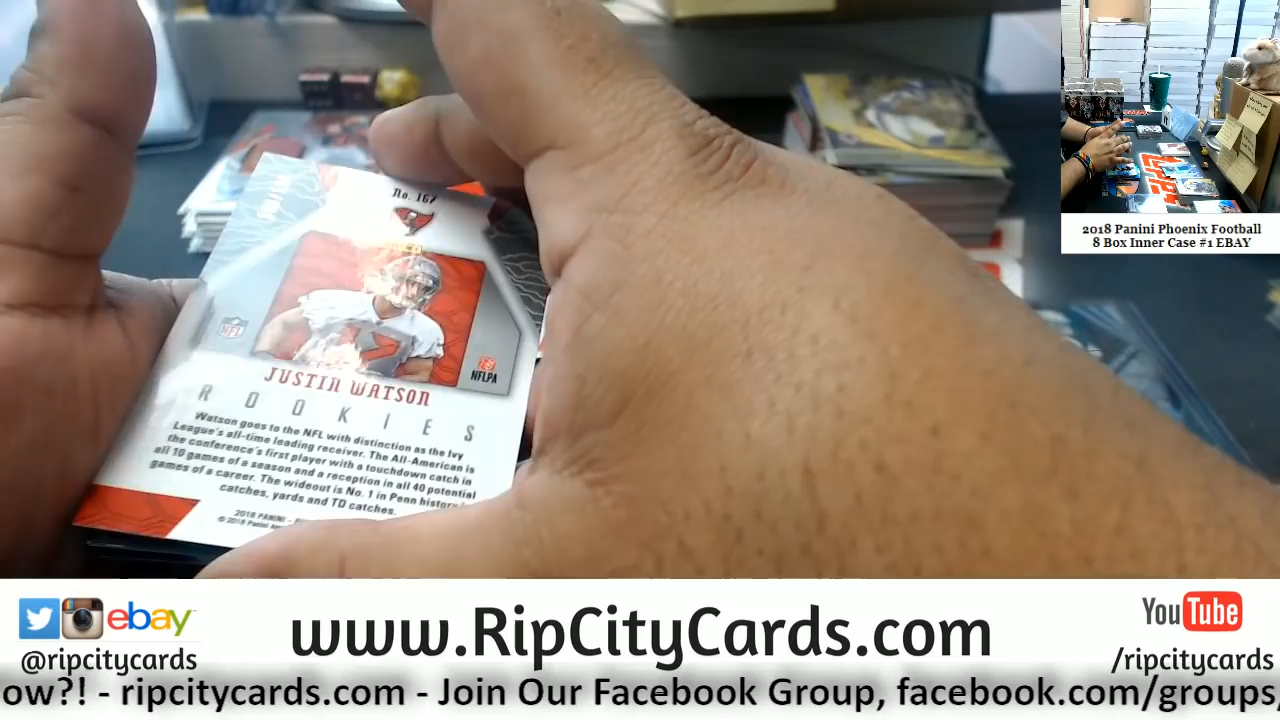 No. 167
NFL
NFLPA
JUSTIN WATSON
ROOKIES
Watson goes to the NFL with distinction as the Ivy
League's all-time leading receiver. The All-American is
the conference's first player with a touchdown catch in
all 10 games of a season and a reception in all 40 potential
games of a career. The wideout is No. 1 in Penn history
catches, yards and TD catches.
2018 PANINI -
© 2018 Panini
2018 Panini Phoenix Football
8 Box Inner Case #1 EBAY
ebay
@ripcitycards
www.RipCityCards.com
YouTube
/ripcitycards
ow?! - ripcitycards.com - Join Our Facebook Group, facebook.com/groups/